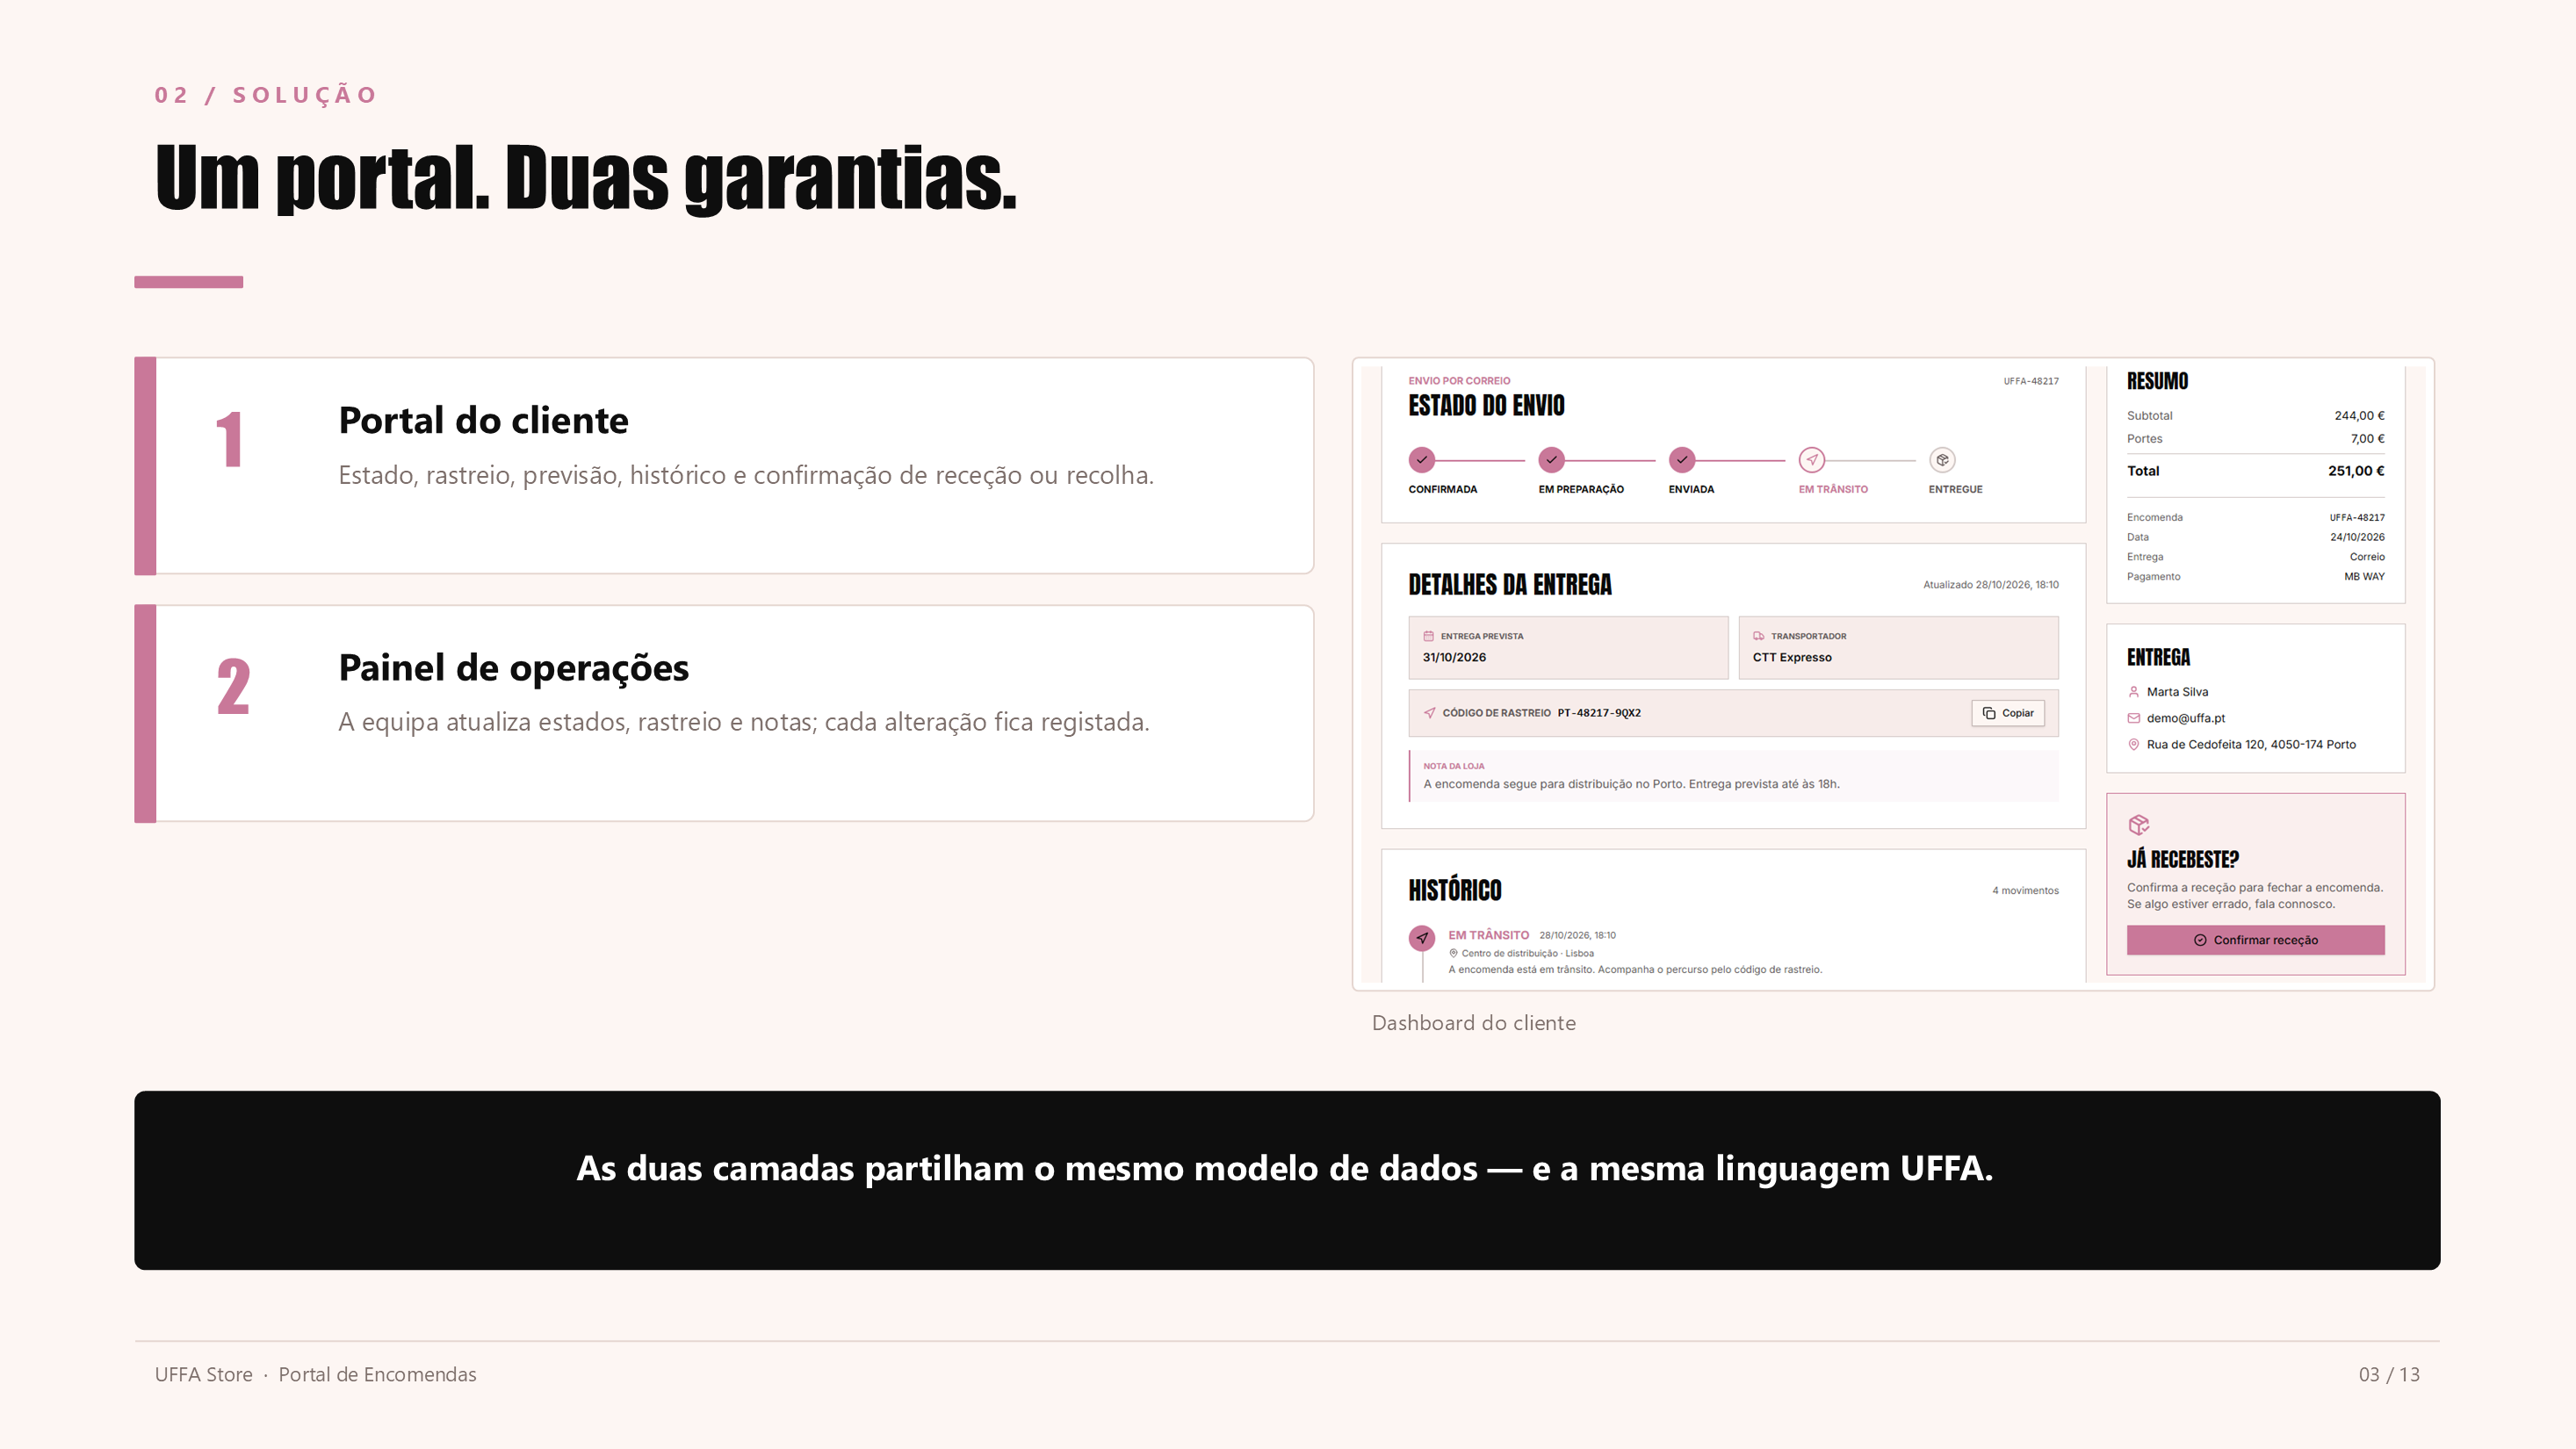 02 / SOLUÇÃO
Um portal. Duas garantias.
1
Portal do cliente
Estado, rastreio, previsão, histórico e confirmação de receção ou recolha.
2
Painel de operações
A equipa atualiza estados, rastreio e notas; cada alteração fica registada.
ENVIO POR CORREIO
UFFA-48217
ESTADO DO ENVIO
CONFIRMADA
EM PREPARAÇÃO
ENVIADA
EM TRÂNSITO
ENTREGUE
DETALHES DA ENTREGA
Atualizado 28/10/2026, 18:10
ENTREGA PREVISTA
31/10/2026
TRANSPORTADOR
CTT Expresso
CÓDIGO DE RASTREIO PT-48217-9QX2
Copiar
NOTA DA LOJA
A encomenda segue para distribuição no Porto. Entrega prevista até às 18h.
HISTÓRICO
4 movimentos
EM TRÂNSITO 28/10/2026, 18:10
Centro de distribuição · Lisboa
A encomenda está em trânsito. Acompanha o percurso pelo código de rastreio.
RESUMO
Subtotal 244,00 €
Portes 7,00 €
Total 251,00 €
Encomenda UFFA-48217
Data 24/10/2026
Entrega Correio
Pagamento MB WAY
ENTREGA
Marta Silva
demo@uffa.pt
Rua de Cedofeita 120, 4050-174 Porto
JÁ RECEBESTE?
Confirma a receção para fechar a encomenda.
Se algo estiver errado, fala connosco.
Confirmar receção
Dashboard do cliente
As duas camadas partilham o mesmo modelo de dados — e a mesma linguagem UFFA.
UFFA Store · Portal de Encomendas
03 / 13